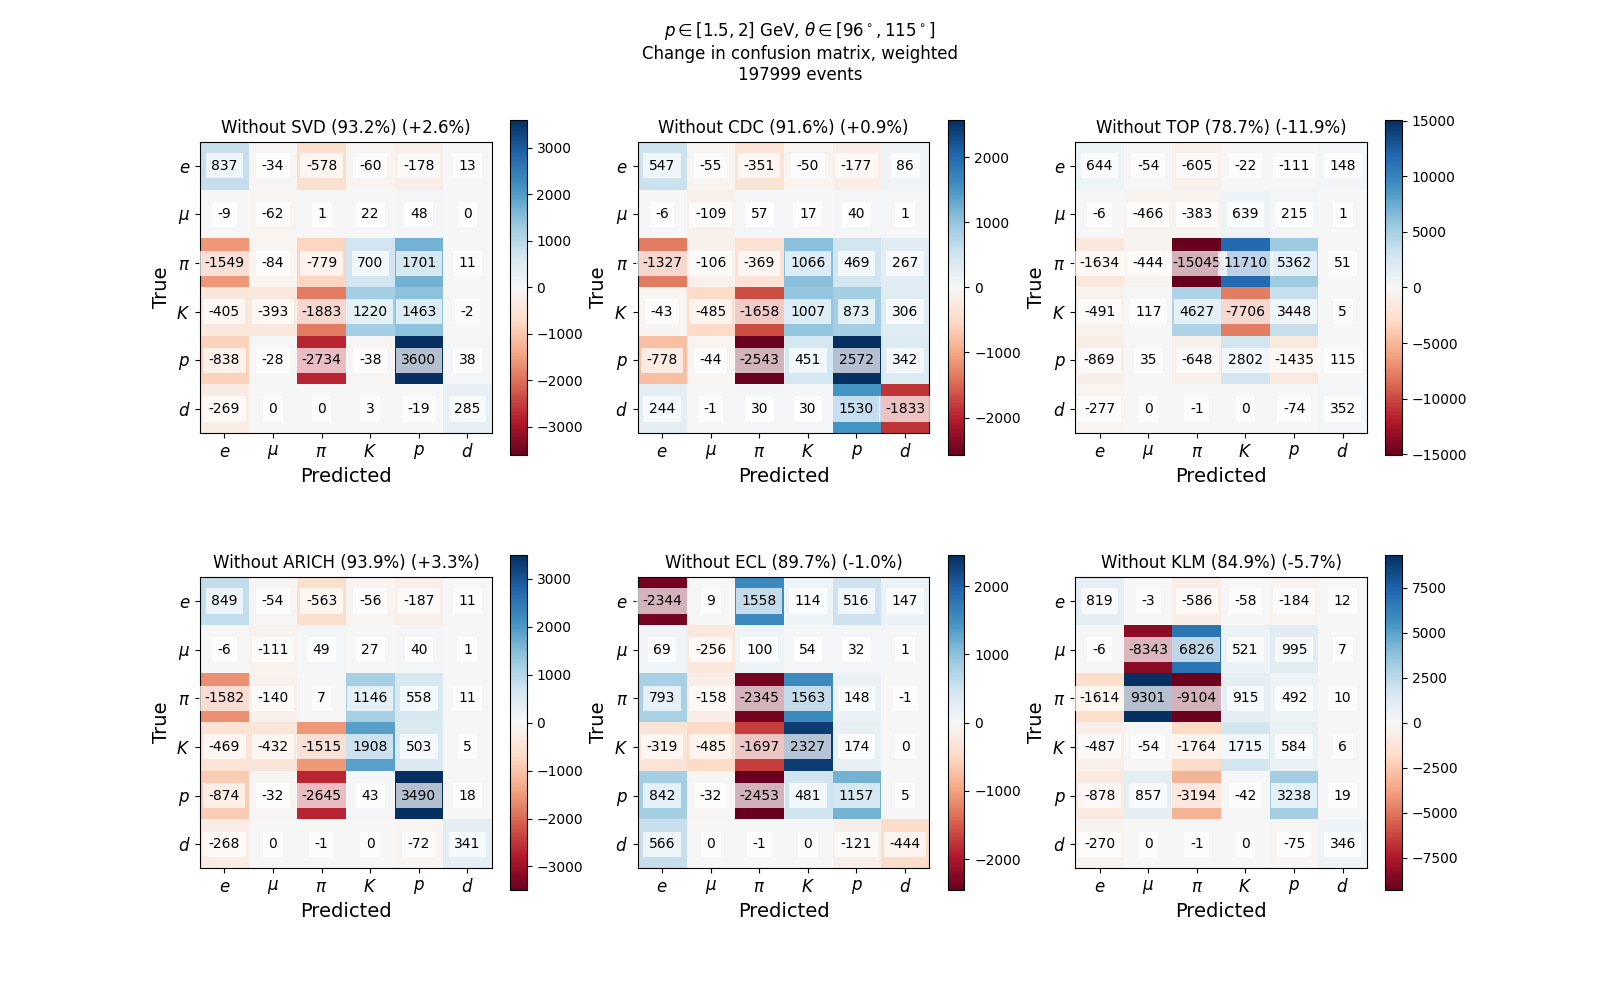 p ∈ [1.5, 2] GeV, θ ∈ [96°, 115°]
Change in confusion matrix, weighted
197999 events
Without SVD (93.2%) (+2.6%)
e 837 -34 -578 -60 -178 13
μ -9 -62 1 22 48 0
π -1549 -84 -779 700 1701 11
K -405 -393 -1883 1220 1463 -2
p -838 -28 -2734 -38 3600 38
d -269 0 0 3 -19 285
e μ π K p d
Predicted
True
3000
2000
1000
0
−1000
−2000
−3000
Without CDC (91.6%) (+0.9%)
e 547 -55 -351 -50 -177 86
μ -6 -109 57 17 40 1
π -1327 -106 -369 1066 469 267
K -43 -485 -1658 1007 873 306
p -778 -44 -2543 451 2572 342
d 244 -1 30 30 1530 -1833
e μ π K p d
Predicted
True
2000
1000
0
−1000
−2000
Without TOP (78.7%) (-11.9%)
e 644 -54 -605 -22 -111 148
μ -6 -466 -383 639 215 1
π -1634 -444 -15045 11710 5362 51
K -491 117 4627 -7706 3448 5
p -869 35 -648 2802 -1435 115
d -277 0 -1 0 -74 352
e μ π K p d
Predicted
True
15000
10000
5000
0
−5000
−10000
−15000
Without ARICH (93.9%) (+3.3%)
e 849 -54 -563 -56 -187 11
μ -6 -111 49 27 40 1
π -1582 -140 7 1146 558 11
K -469 -432 -1515 1908 503 5
p -874 -32 -2645 43 3490 18
d -268 0 -1 0 -72 341
e μ π K p d
Predicted
True
3000
2000
1000
0
−1000
−2000
−3000
Without ECL (89.7%) (-1.0%)
e -2344 9 1558 114 516 147
μ 69 -256 100 54 32 1
π 793 -158 -2345 1563 148 -1
K -319 -485 -1697 2327 174 0
p 842 -32 -2453 481 1157 5
d 566 0 -1 0 -121 -444
e μ π K p d
Predicted
True
2000
1000
0
−1000
−2000
Without KLM (84.9%) (-5.7%)
e 819 -3 -586 -58 -184 12
μ -6 -8343 6826 521 995 7
π -1614 9301 -9104 915 492 10
K -487 -54 -1764 1715 584 6
p -878 857 -3194 -42 3238 19
d -270 0 -1 0 -75 346
e μ π K p d
Predicted
True
7500
5000
2500
0
−2500
−5000
−7500